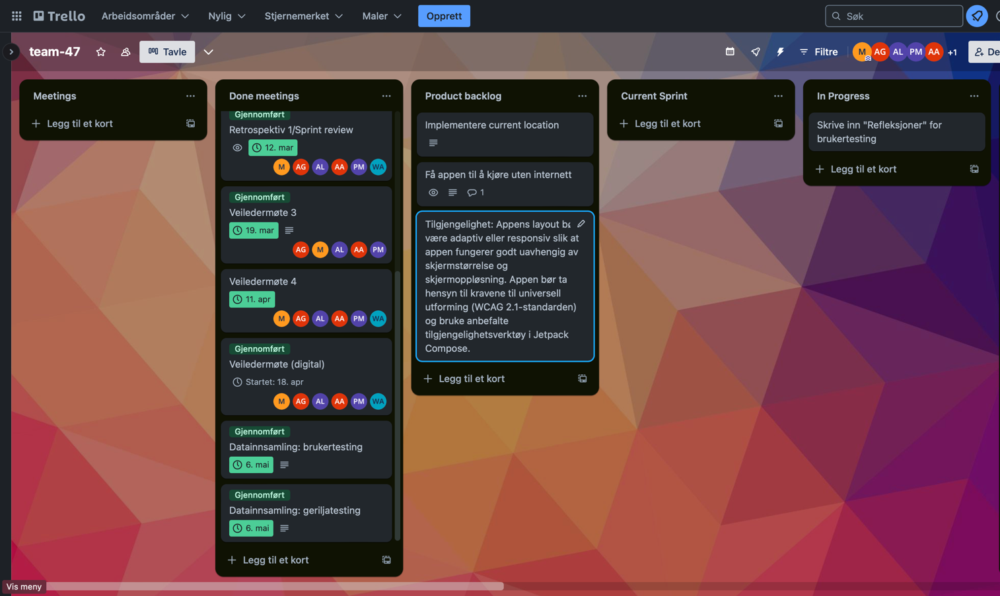 Trello
Arbeidsområder
Nylig
Stjernemerket
Maler
Opprett
Søk
team-47
Tavle
Filtre
M AG AL PM AA +1
De
Meetings
Legg til et kort
Done meetings
Gjennomført
Retrospektiv 1/Sprint review
12. mar
M AG AL AA PM WA
Gjennomført
Veiledermøte 3
19. mar
AG M AL AA PM
Veiledermøte 4
11. apr
M AG AL AA PM WA
Gjennomført
Veiledermøte (digital)
Startet: 18. apr
M AG AL AA PM WA
Gjennomført
Datainnsamling: brukertesting
6. mai
Gjennomført
Datainnsamling: geriljatesting
6. mai
Legg til et kort
Product backlog
Implementere current location
Få appen til å kjøre uten internett
1
Tilgjengelighet: Appens layout bø
være adaptiv eller responsiv slik at
appen fungerer godt uavhengig av
skjermstørrelse og
skjermoppløsning. Appen bør ta
hensyn til kravene til universell
utforming (WCAG 2.1-standarden)
og bruke anbefalte
tilgjengelighetsverktøy i Jetpack
Compose.
Legg til et kort
Current Sprint
Legg til et kort
In Progress
Skrive inn "Refleksjoner" for
brukertesting
Legg til et kort
Vis meny